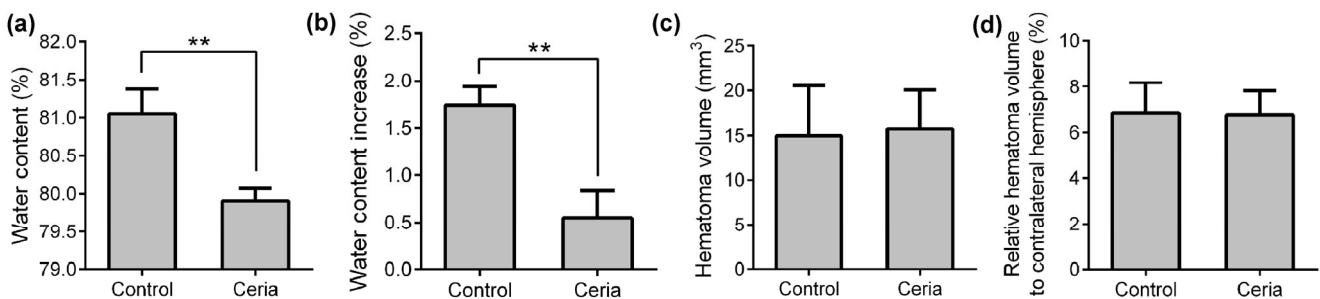 (a)
Water content (%)
82.0
81.5
81.0
80.5
80.0
79.5
79.0
**
Control
Ceria
(b)
Water content increase (%)
2.5
2.0
1.5
1.0
0.5
0.0
**
Control
Ceria
(c)
Hematoma volume (mm³)
25
20
15
10
5
0
Control
Ceria
(d)
Relative hematoma volume
to contralateral hemisphere (%)
10
8
6
4
2
0
Control
Ceria